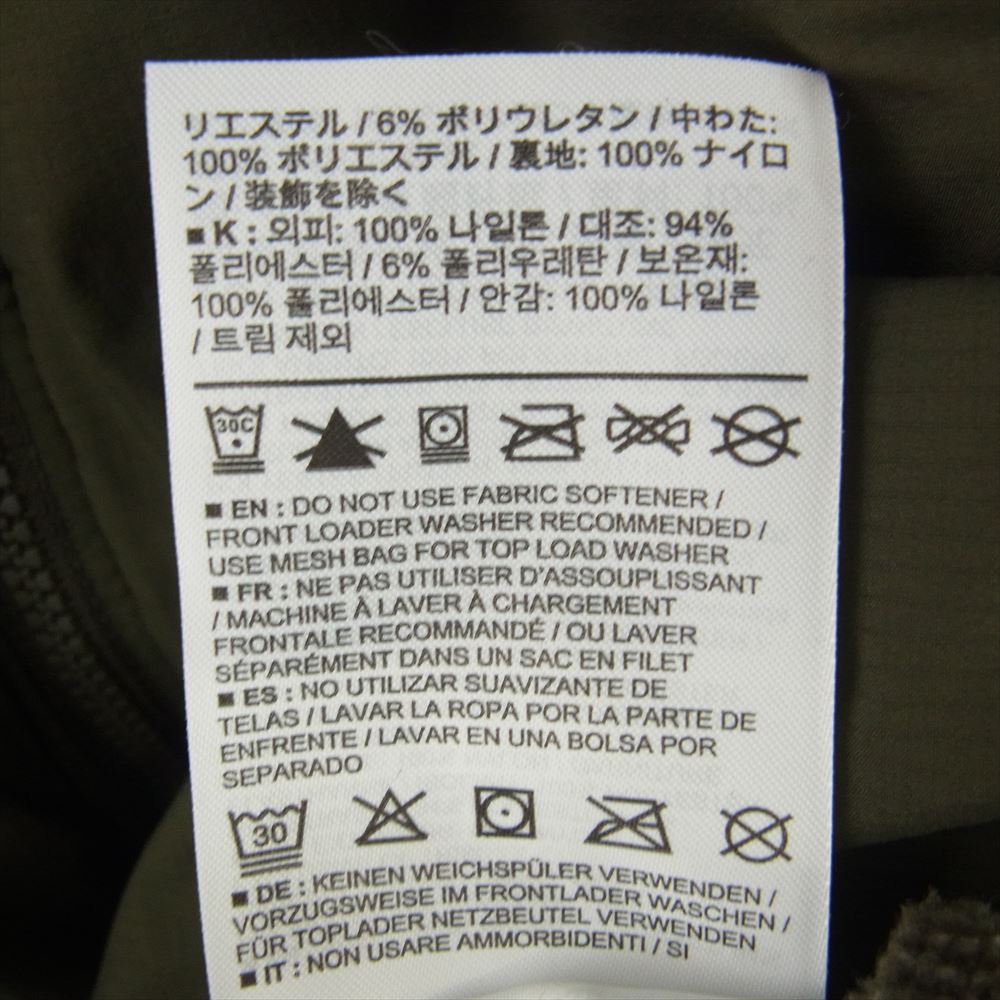 リエステル / 6% ポリウレタン / 中わた:
100% ポリエステル / 裏地: 100% ナイロ
ン / 装飾を除く
■ K : 외피: 100% 나일론 / 대조: 94%
폴리에스터 / 6% 폴리우레탄 / 보온재:
100% 폴리에스터 / 안감: 100% 나일론
/ 트림 제외
30C
■ EN : DO NOT USE FABRIC SOFTENER /
FRONT LOADER WASHER RECOMMENDED /
USE MESH BAG FOR TOP LOAD WASHER
■ FR : NE PAS UTILISER D'ASSOUPLISSANT
/ MACHINE À LAVER À CHARGEMENT
FRONTALE RECOMMANDÉ / OU LAVER
SÉPARÉMENT DANS UN SAC EN FILET
■ ES : NO UTILIZAR SUAVIZANTE DE
TELAS / LAVAR LA ROPA POR LA PARTE DE
ENFRENTE / LAVAR EN UNA BOLSA POR
SEPARADO
30
■ DE : KEINEN WEICHSPÜLER VERWENDEN /
VORZUGSWEISE IM FRONTLADER WASCHEN /
FÜR TOPLADER NETZBEUTEL VERWENDEN
■ IT : NON USARE AMMORBIDENTI / SI